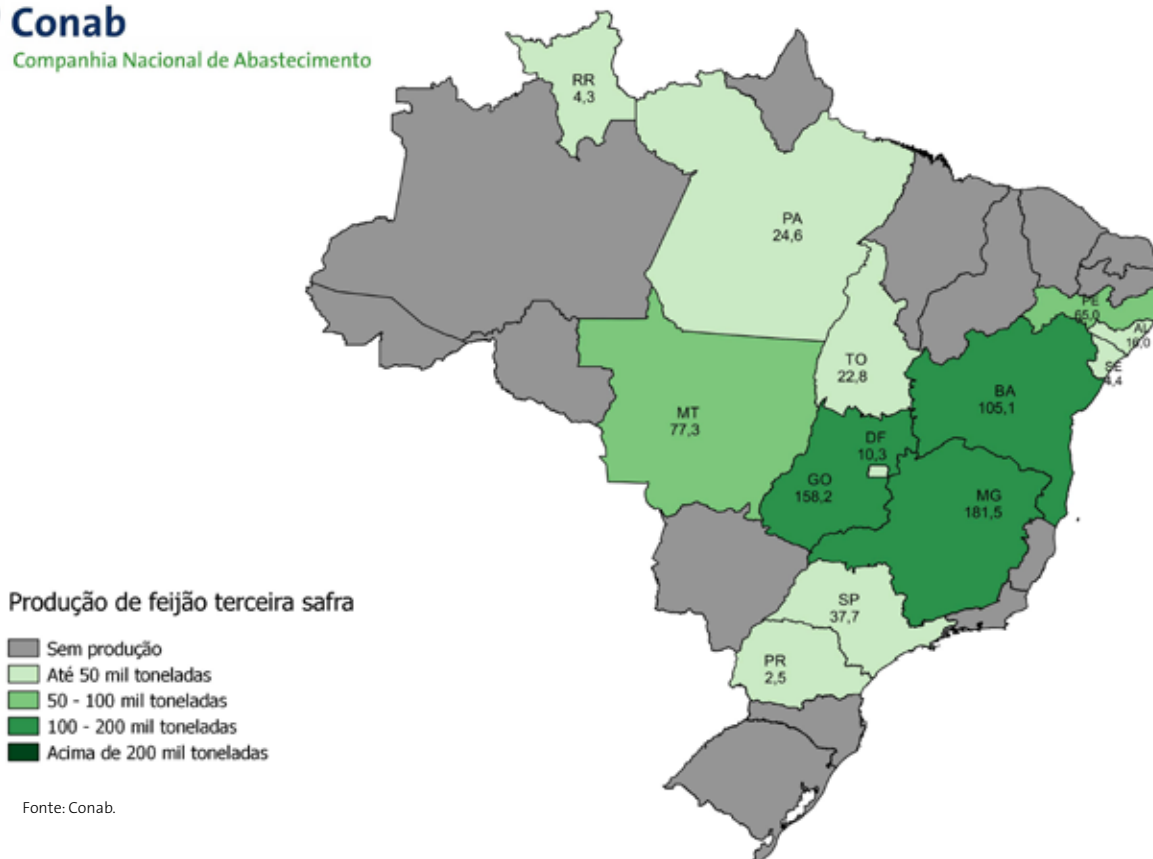 Conab
Companhia Nacional de Abastecimento
RR
4,3
PA
24,6
PE
65,0
AL
16,0
SE
4,4
TO
22,8
BA
105,1
MT
77,3
DF
10,3
GO
158,2
MG
181,5
SP
37,7
PR
2,5
Produção de feijão terceira safra
Sem produção
Até 50 mil toneladas
50 - 100 mil toneladas
100 - 200 mil toneladas
Acima de 200 mil toneladas
Fonte: Conab.